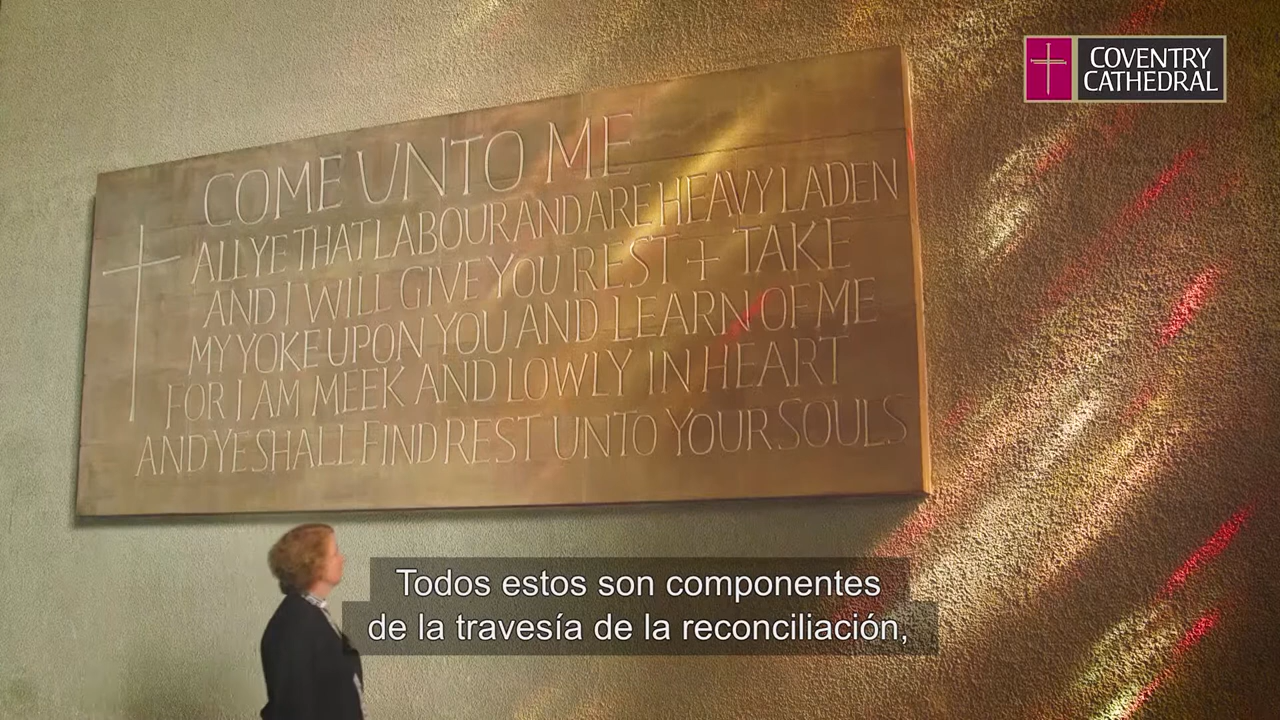 COVENTRY
CATHEDRAL
COME UNTO ME
ALL YE THAT LABOUR AND ARE HEAVY LADEN
AND I WILL GIVE YOU REST + TAKE
MY YOKE UPON YOU AND LEARN OF ME
FOR I AM MEEK AND LOWLY IN HEART
AND YE SHALL FIND REST UNTO YOUR SOULS
Todos estos son componentes
de la travesía de la reconciliación,